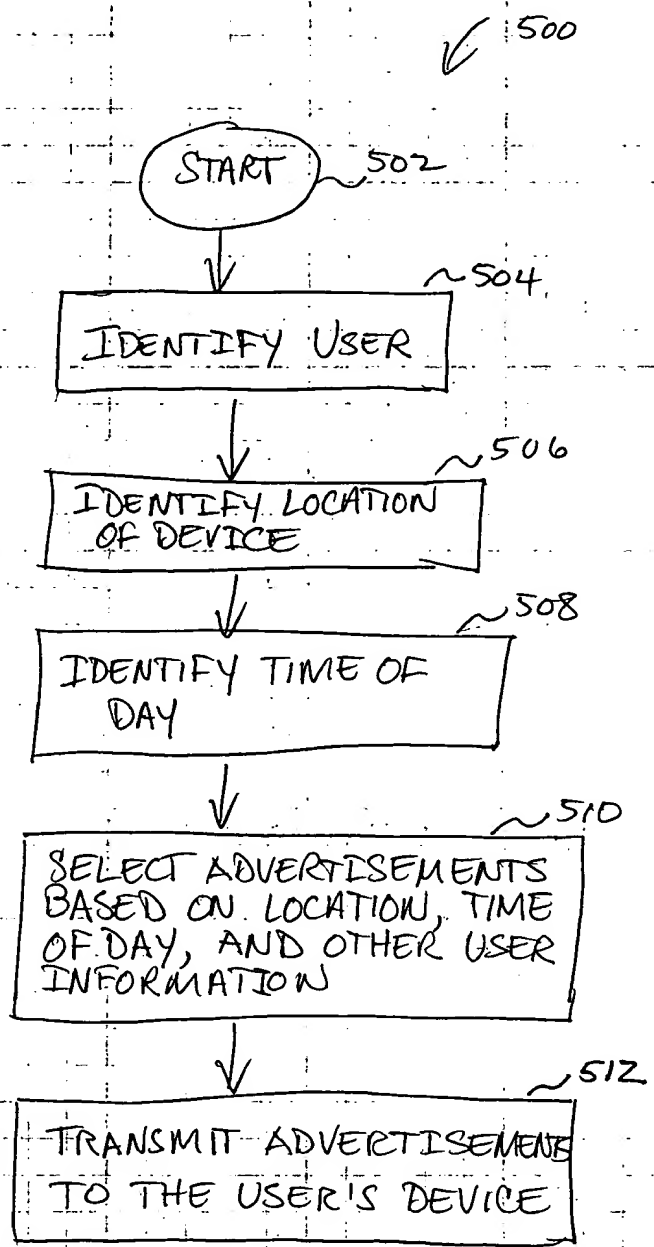 500
START 502
504
IDENTIFY USER
506
IDENTIFY LOCATION
OF DEVICE
508
IDENTIFY TIME OF
DAY
510
SELECT ADVERTISEMENTS
BASED ON LOCATION, TIME
OF DAY, AND OTHER USER
INFORMATION
512
TRANSMIT ADVERTISEMENTS
TO THE USER'S DEVICE